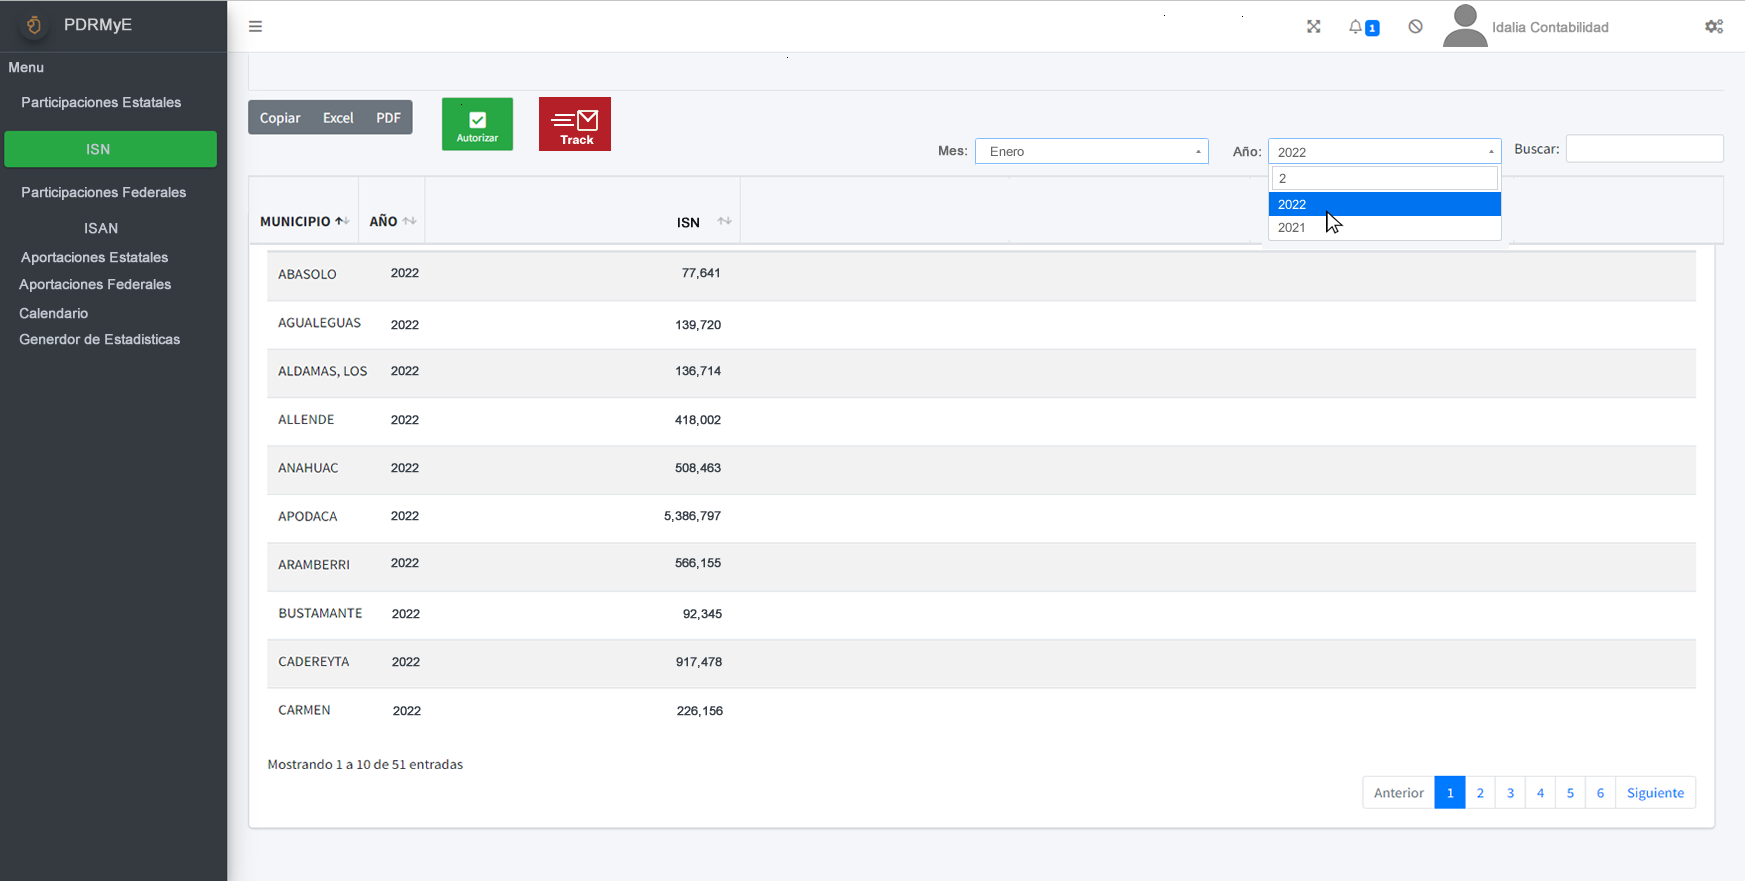 PDRMyE
1
Idalia Contabilidad
Menu
Participaciones Estatales
ISN
Participaciones Federales
ISAN
Aportaciones Estatales
Aportaciones Federales
Calendario
Generdor de Estadisticas
Copiar Excel PDF
Autorizar
Track
Mes: Enero Año: 2022 Buscar:
2
2022
2021
MUNICIPIO AÑO ISN
ABASOLO 2022 77,641
AGUALEGUAS 2022 139,720
ALDAMAS, LOS 2022 136,714
ALLENDE 2022 418,002
ANAHUAC 2022 508,463
APODACA 2022 5,386,797
ARAMBERRI 2022 566,155
BUSTAMANTE 2022 92,345
CADEREYTA 2022 917,478
CARMEN 2022 226,156
Mostrando 1 a 10 de 51 entradas
Anterior 1 2 3 4 5 6 Siguiente